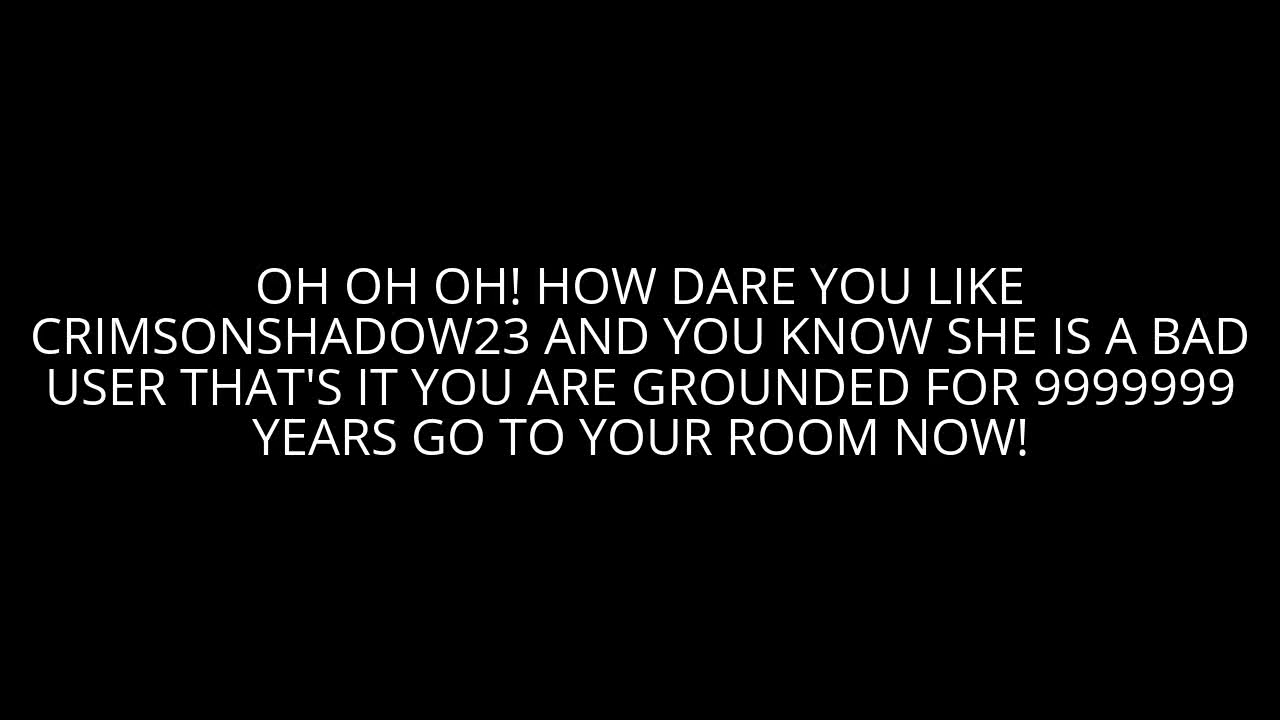 OH OH OH! HOW DARE YOU LIKE
CRIMSONSHADOW23 AND YOU KNOW SHE IS A BAD
USER THAT'S IT YOU ARE GROUNDED FOR 9999999
YEARS GO TO YOUR ROOM NOW!